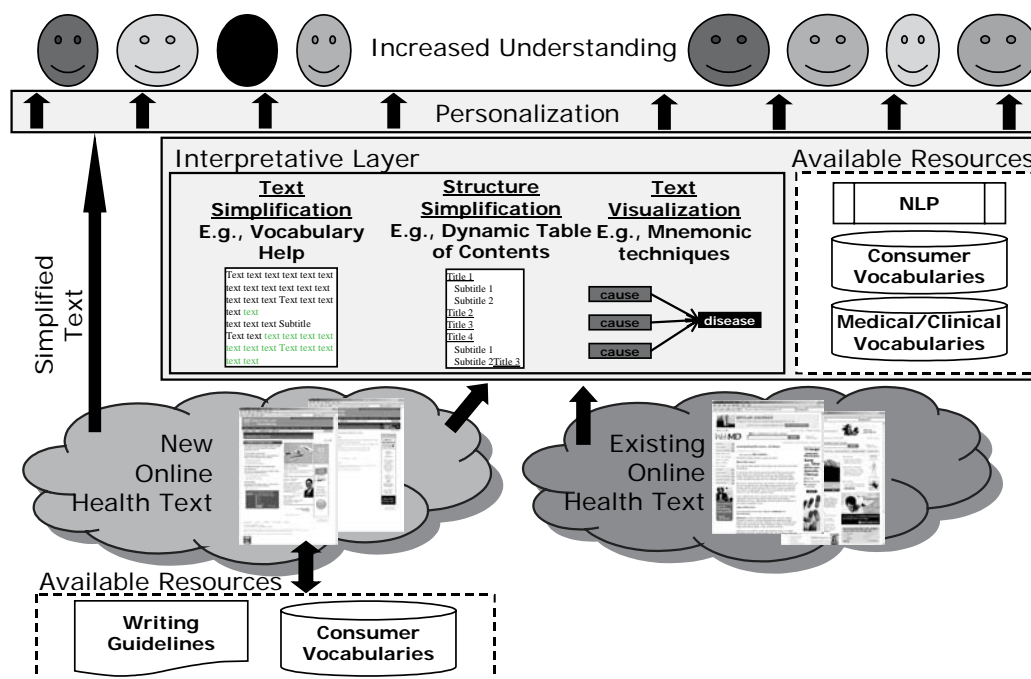 Increased Understanding
Personalization
Interpretative Layer
Available Resources
Text
Simplification
E.g., Vocabulary
Help
Text text text text text text
text text text text text text
text text text Text text text
text text
text text text Subtitle
Text text text text text text
text text text Text text text
text text
Structure
Simplification
E.g., Dynamic Table
of Contents
Title 1
Subtitle 1
Subtitle 2
Title 2
Title 3
Title 4
Subtitle 1
Subtitle 2Title 3
Text
Visualization
E.g., Mnemonic
techniques
cause
cause
cause
disease
NLP
Consumer
Vocabularies
Medical/Clinical
Vocabularies
Simplified
Text
New
Online
Health Text
Existing
Online
Health Text
Available Resources
Writing
Guidelines
Consumer
Vocabularies